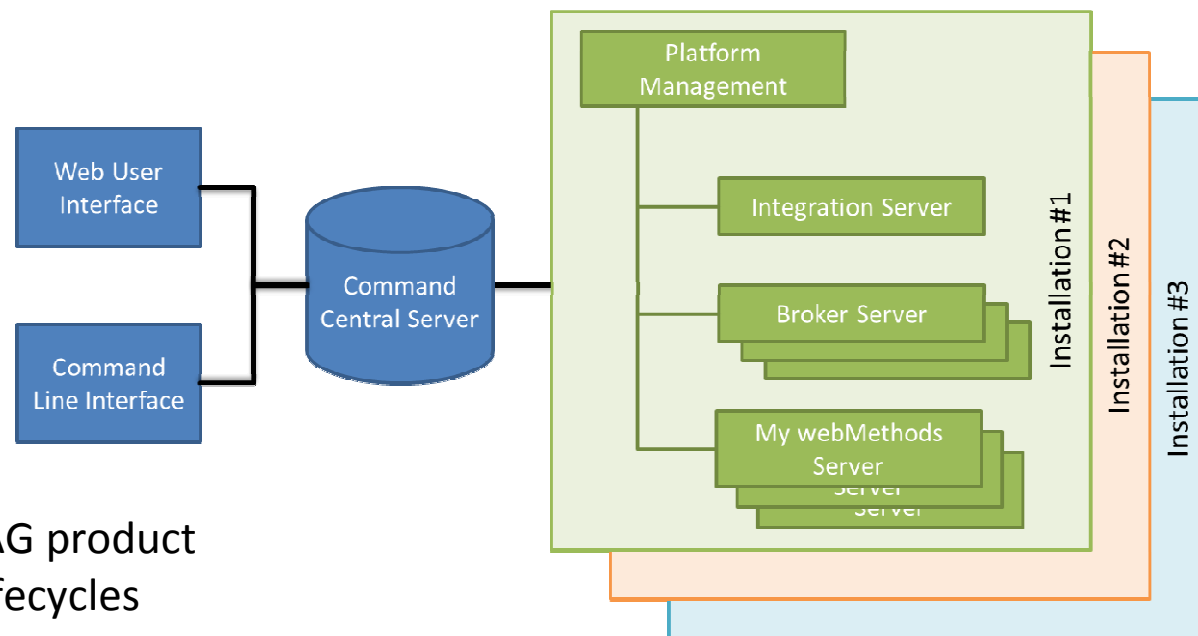 Web User
Interface
Command
Line Interface
Command
Central Server
Platform
Management
Integration Server
Broker Server
My webMethods
Server
Server
Server
Installation #1
Installation #2
Installation #3
AG product
fecycles